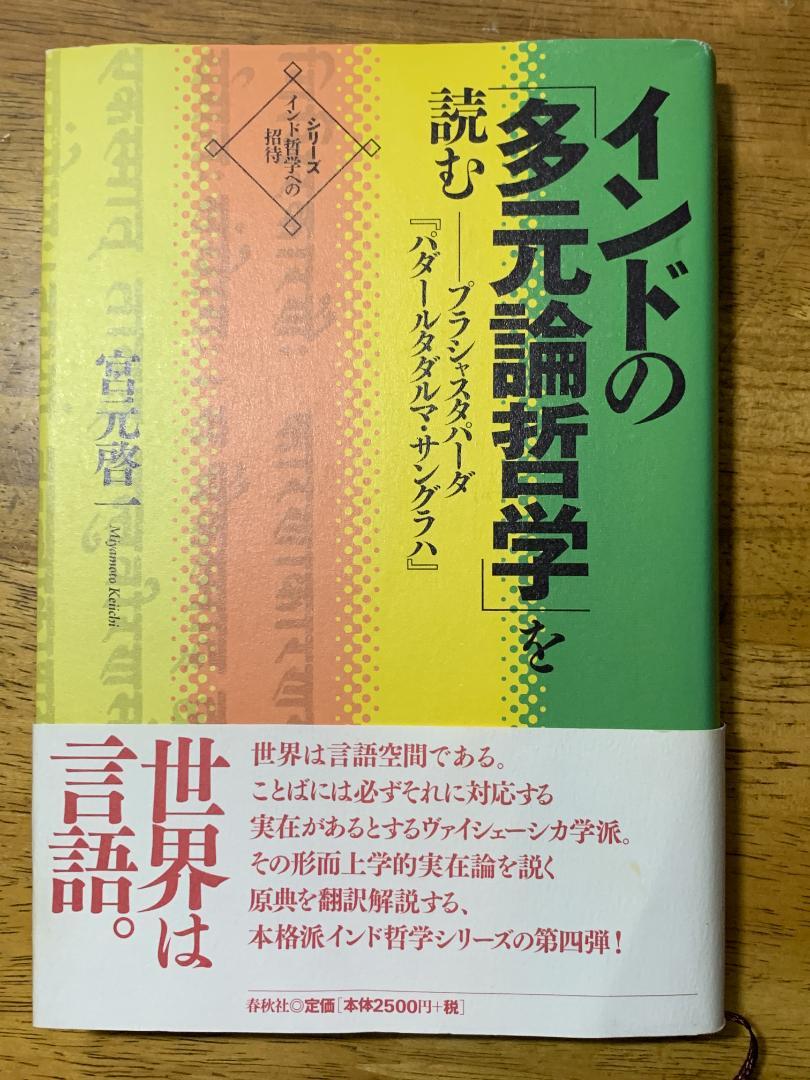 インドの
「多元論哲学」を
読む
──プラシャスタパーダ
『パダールタダルマ・サングラハ』
シリーズ
インド哲学への
招待
宮元啓一
Miyamoto Keiichi
世界は
言語。
世界は言語空間である。
ことばには必ずそれに対応する
実在があるとするヴァイシェーシカ学派。
その形而上学的実在論を説く
原典を翻訳解説する、
本格派インド哲学シリーズの第四弾!
春秋社◎定価[本体2500円+税]